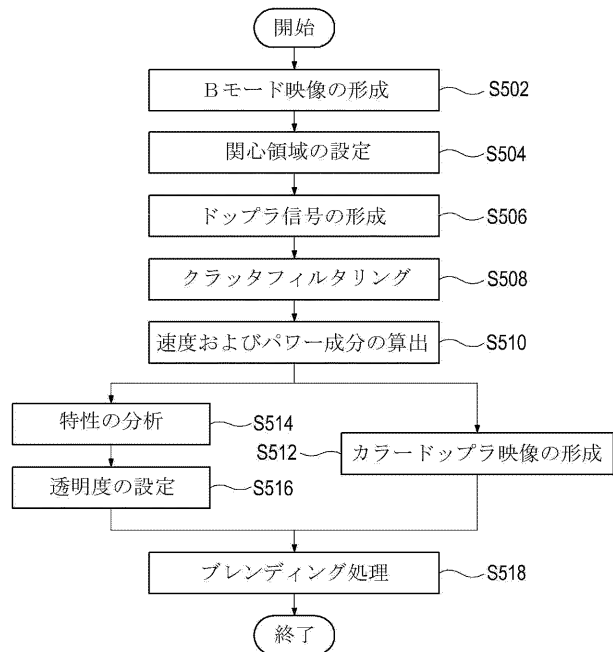 開始
Bモード映像の形成
S502
関心領域の設定
S504
ドップラ信号の形成
S506
クラッタフィルタリング
S508
速度およびパワー成分の算出
S510
特性の分析
S514
S512
カラードップラ映像の形成
透明度の設定
S516
ブレンディング処理
S518
終了